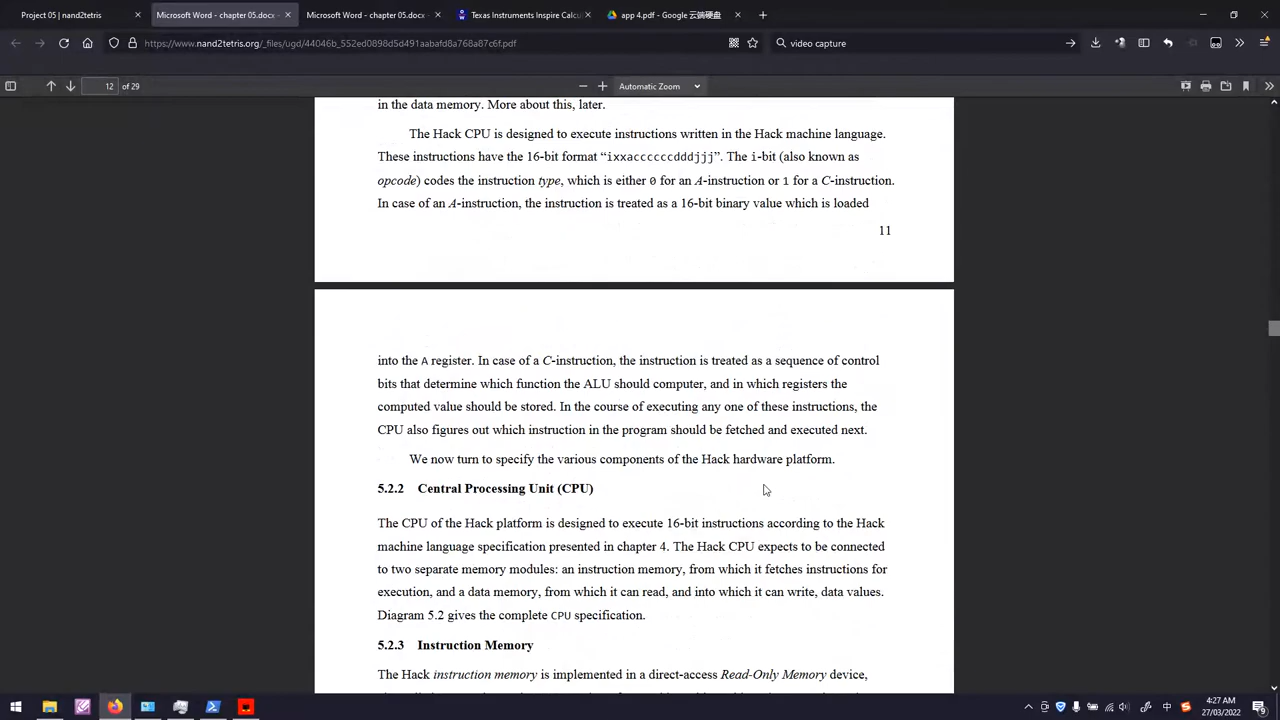 Project 05 | nand2tetris
Microsoft Word - chapter 05.docx
Microsoft Word - chapter 05.docx
Texas Instruments Inspire Calcu
app 4.pdf - Google 云端硬盘
https://www.nand2tetris.org/_files/ugd/44046b_552ed0898d5d491aabafd8a768a87c6f.pdf
video capture
12 of 29
Automatic Zoom
in the data memory. More about this, later.
The Hack CPU is designed to execute instructions written in the Hack machine language.
These instructions have the 16-bit format “ixxaccccccdddjjj”. The i-bit (also known as
opcode) codes the instruction type, which is either 0 for an A-instruction or 1 for a C-instruction.
In case of an A-instruction, the instruction is treated as a 16-bit binary value which is loaded
11
into the A register. In case of a C-instruction, the instruction is treated as a sequence of control
bits that determine which function the ALU should computer, and in which registers the
computed value should be stored. In the course of executing any one of these instructions, the
CPU also figures out which instruction in the program should be fetched and executed next.
We now turn to specify the various components of the Hack hardware platform.
5.2.2 Central Processing Unit (CPU)
The CPU of the Hack platform is designed to execute 16-bit instructions according to the Hack
machine language specification presented in chapter 4. The Hack CPU expects to be connected
to two separate memory modules: an instruction memory, from which it fetches instructions for
execution, and a data memory, from which it can read, and into which it can write, data values.
Diagram 5.2 gives the complete CPU specification.
5.2.3 Instruction Memory
The Hack instruction memory is implemented in a direct-access Read-Only Memory device,
中
4:27 AM
27/03/2022